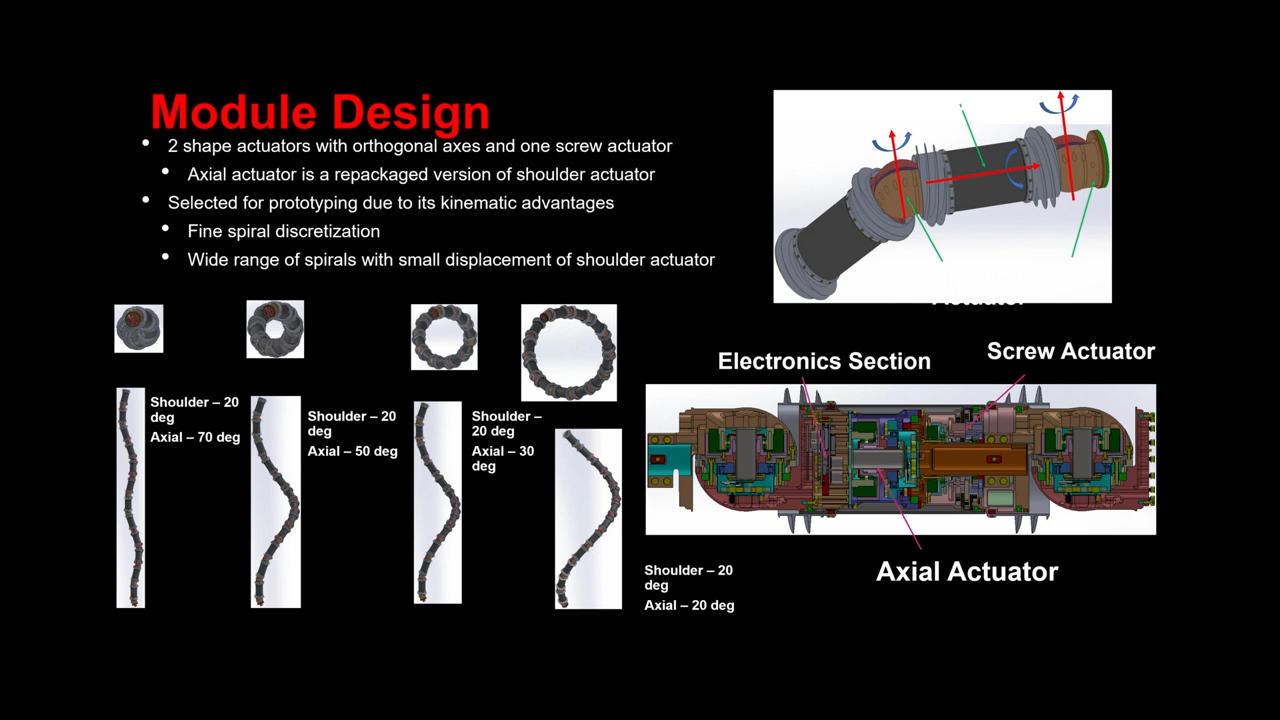 Module Design
2 shape actuators with orthogonal axes and one screw actuator
Axial actuator is a repackaged version of shoulder actuator
Selected for prototyping due to its kinematic advantages
Fine spiral discretization
Wide range of spirals with small displacement of shoulder actuator
Actuator
Electronics Section
Screw Actuator
Shoulder – 20
deg
Axial – 70 deg
Shoulder – 20
deg
Axial – 50 deg
Shoulder –
20 deg
Axial – 30
deg
Shoulder – 20
deg
Axial – 20 deg
Axial Actuator